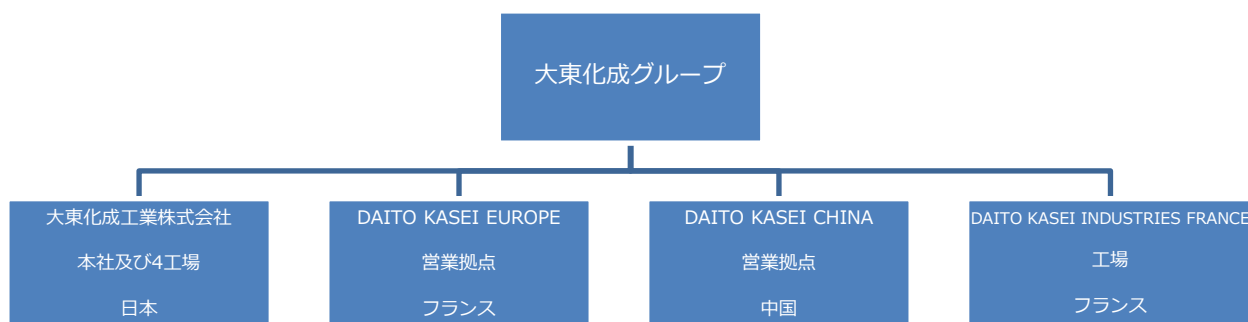 大東化成グループ
大東化成工業株式会社
本社及び4工場
日本
DAITO KASEI EUROPE
営業拠点
フランス
DAITO KASEI CHINA
営業拠点
中国
DAITO KASEI INDUSTRIES FRANCE
工場
フランス